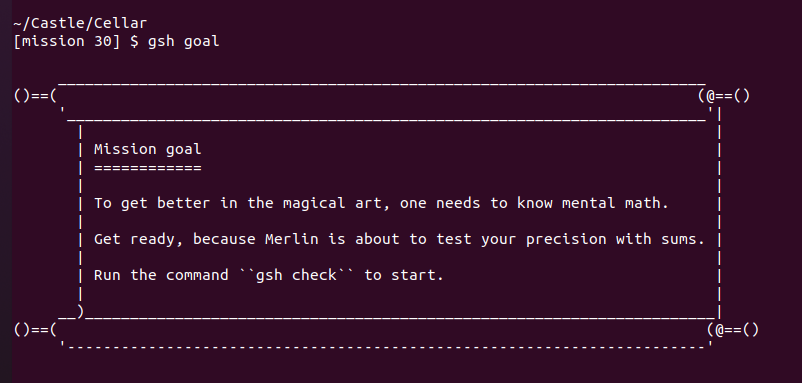 ~/Castle/Cellar
[mission 30] $ gsh goal
Mission goal
============
To get better in the magical art, one needs to know mental math.
Get ready, because Merlin is about to test your precision with sums.
Run the command ``gsh check`` to start.